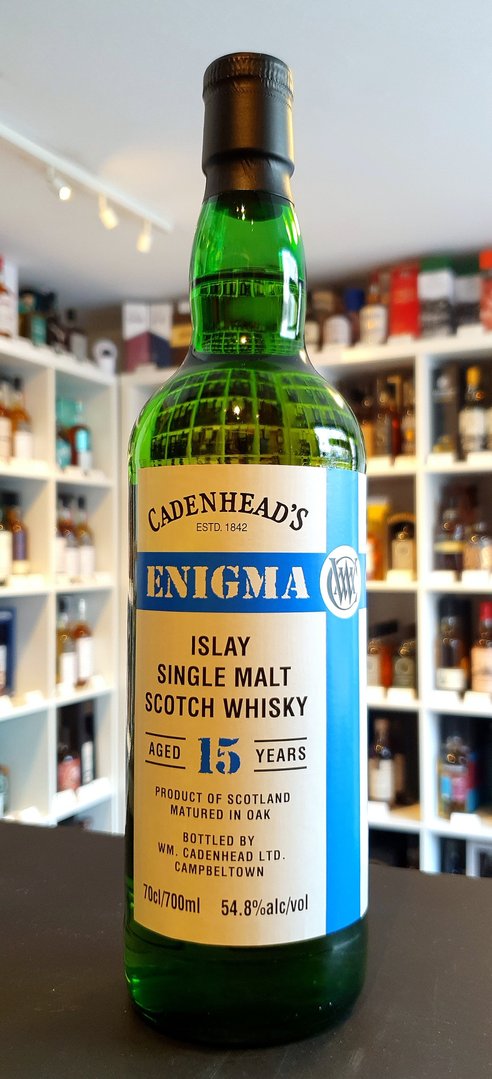 CADENHEAD'S
ESTD. 1842
ENIGMA
ISLAY
SINGLE MALT
SCOTCH WHISKY
AGED 15 YEARS
PRODUCT OF SCOTLAND
MATURED IN OAK
BOTTLED BY
WM. CADENHEAD LTD.
CAMPBELTOWN
70cl/700ml 54.8%alc/vol